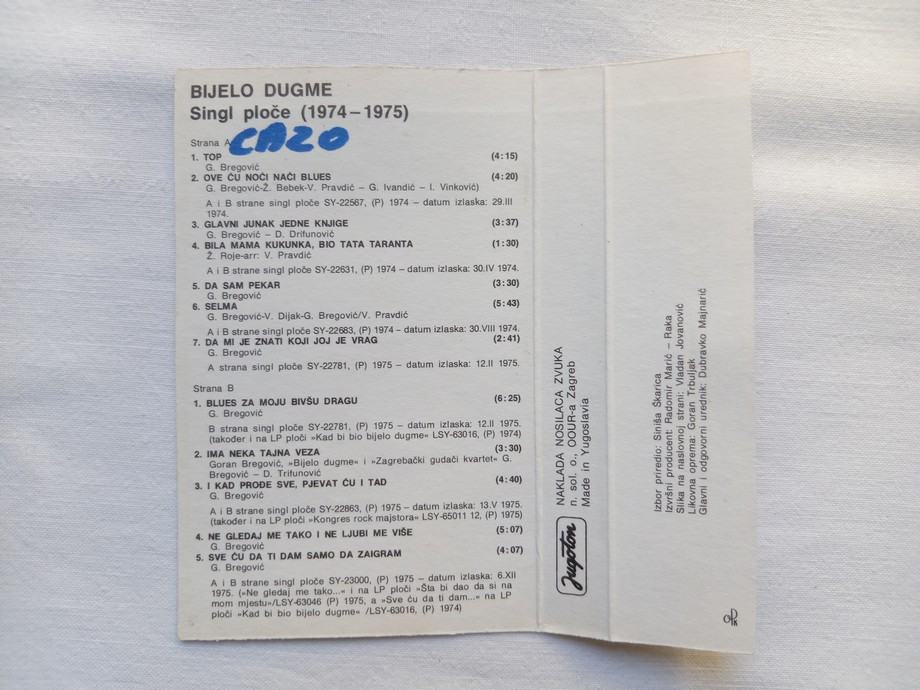 BIJELO DUGME
Singl ploče (1974–1975)
Strana A
CAZO
1. TOP (4:15)
G. Bregović
2. OVE ĆU NOĆI NAĆI BLUES (4:20)
G. Bregović-Ž. Bebek-V. Pravdić – G. Ivandić – I. Vinković)
A i B strane singl ploče SY-22567, (P) 1974 – datum izlaska: 29.III
1974.
3. GLAVNI JUNAK JEDNE KNJIGE (3:37)
G. Bregović – D. Drifunović
4. BILA MAMA KUKUNKA, BIO TATA TARANTA (1:30)
Ž. Roje-arr: V. Pravdić
A i B strane singl ploče SY-22631, (P) 1974 – datum izlaska: 30.IV 1974.
5. DA SAM PEKAR (3:30)
G. Bregović
6. SELMA (5:43)
G. Bregović-V. Dijak-G. Bregović/V. Pravdić
A i B strane singl ploče SY-22683, (P) 1974 – datum izlaska: 30.VIII 1974.
7. DA MI JE ZNATI KOJI JOJ JE VRAG (2:41)
G. Bregović
A strana ploče SY-22781, (P) 1975 – datum izlaska: 12.II 1975.
Strana B
1. BLUES ZA MOJU BIVŠU DRAGU (6:25)
G. Bregović
B strana ploče SY-22781, (P) 1975 – datum izlaska: 12.II 1975.
(također i na LP ploči »Kad bi bio bijelo dugme« LSY-63016, (P) 1974)
2. IMA NEKA TAJNA VEZA (3:30)
Goran Bregović, »Bijelo dugme« i »Zagrebački gudači kvartet« G.
Bregović – D. Trifunović
3. I KAD PROĐE SVE, PJEVAT ĆU I TAD (4:40)
G. Bregović
A i B strane singl ploče SY-22863, (P) 1975 – datum izlaska: 13.V 1975.
(također i na LP ploči »Kongres rock majstora« LSY-65011 12, (P) 1975)
4. NE GLEDAJ ME TAKO I NE LJUBI ME VIŠE (5:07)
G. Bregović
5. SVE ĆU DA TI DAM SAMO DA ZAIGRAM (4:07)
G. Bregović
A i B strane singl ploče SY-23000, (P) 1975 – datum izlaska: 6.XII
1975. (»Ne gledaj me tako...« i na LP ploči »Šta bi dao da si na
mom mjestu«/LSY-63046 (P) 1975, a »Sve ću da ti dam...« na LP
ploči »Kad bi bio bijelo dugme« /LSY-63016, (P) 1974)
Jugoton
NAKLADA NOSILACA ZVUKA
n. sol. o., OOUR-a Zagreb
Made in Yugoslavia
Izbor priredio: Siniša Škarica
Izvršni producent: Radomir Marić – Raka
Slika na naslovnoj strani: Vladan Jovanović
Likovna oprema: Goran Trbuljak
Glavni i odgovorni urednik: Dubravko Majnarić